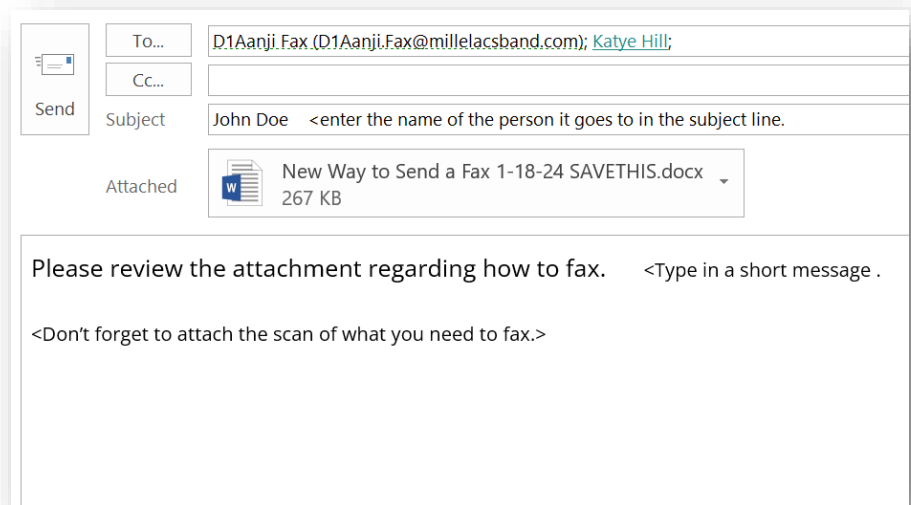 To...
D1Aanji Fax (D1Aanji.Fax@millelacsband.com); Katye Hill;
Cc...
Send
Subject
John Doe <enter the name of the person it goes to in the subject line.
Attached
New Way to Send a Fax 1-18-24 SAVETHIS.docx
W
267 KB
Please review the attachment regarding how to fax. <Type in a short message .
<Don’t forget to attach the scan of what you need to fax.>